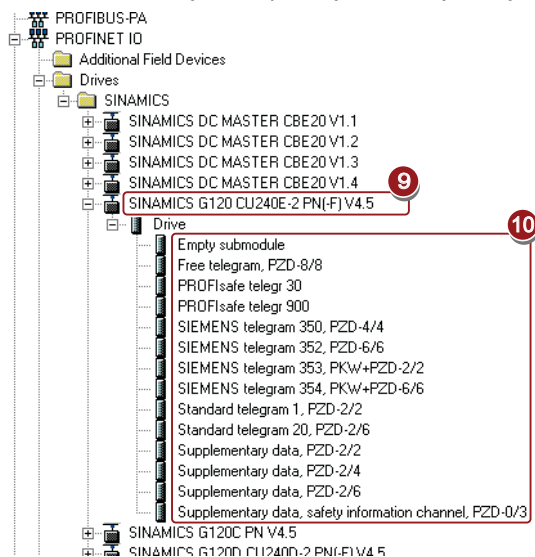 PROFIBUS-PA
PROFINET IO
Additional Field Devices
Drives
SINAMICS
SINAMICS DC MASTER CBE20 V1.1
SINAMICS DC MASTER CBE20 V1.2
SINAMICS DC MASTER CBE20 V1.3
SINAMICS DC MASTER CBE20 V1.4
9
SINAMICS G120 CU240E-2 PN(-F) V4.5
Drive
10
Empty submodule
Free telegram, PZD-8/8
PROFIsafe telegr 30
PROFIsafe telegr 900
SIEMENS telegram 350, PZD-4/4
SIEMENS telegram 352, PZD-6/6
SIEMENS telegram 353, PKW+PZD-2/2
SIEMENS telegram 354, PKW+PZD-6/6
Standard telegram 1, PZD-2/2
Standard telegram 20, PZD-2/6
Supplementary data, PZD-2/2
Supplementary data, PZD-2/4
Supplementary data, PZD-2/6
Supplementary data, safety information channel, PZD-0/3
SINAMICS G120C PN V4.5
SINAMICS G120D CU240D-2 PN(-F) V4.5